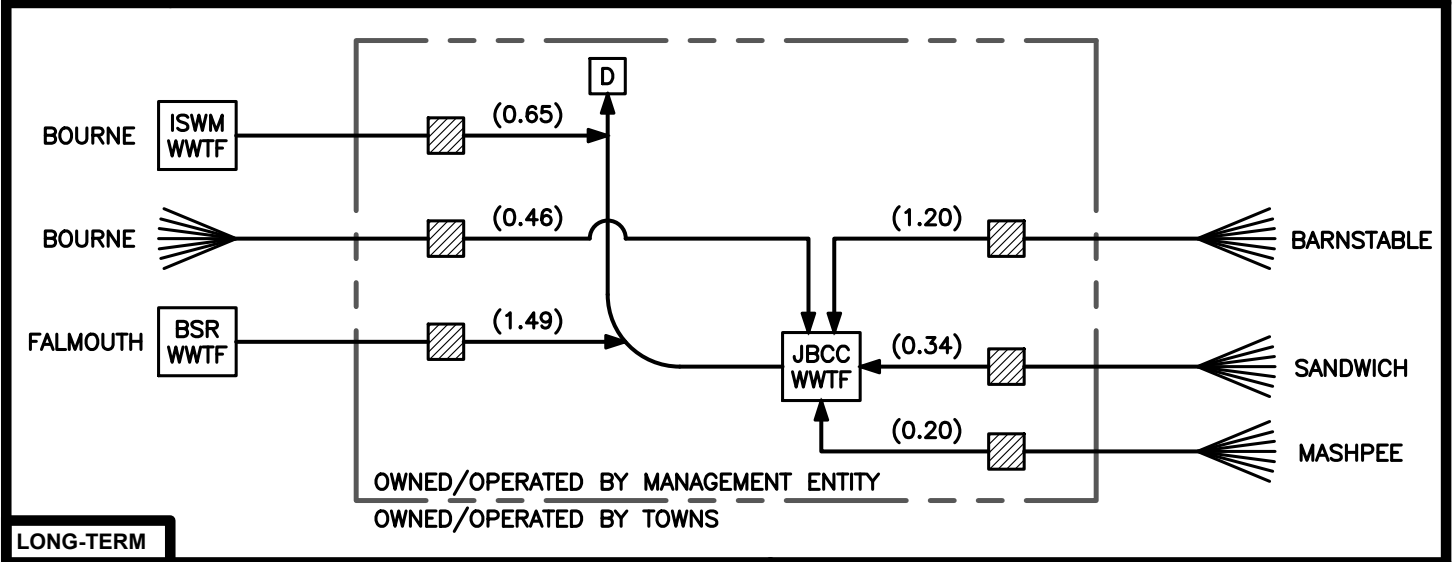 D
BOURNE
ISWM
WWTF
(0.65)
BOURNE
(0.46)
(1.20)
BARNSTABLE
FALMOUTH
BSR
WWTF
(1.49)
JBCC
WWTF
(0.34)
SANDWICH
(0.20)
MASHPEE
OWNED/OPERATED BY MANAGEMENT ENTITY
OWNED/OPERATED BY TOWNS
LONG-TERM